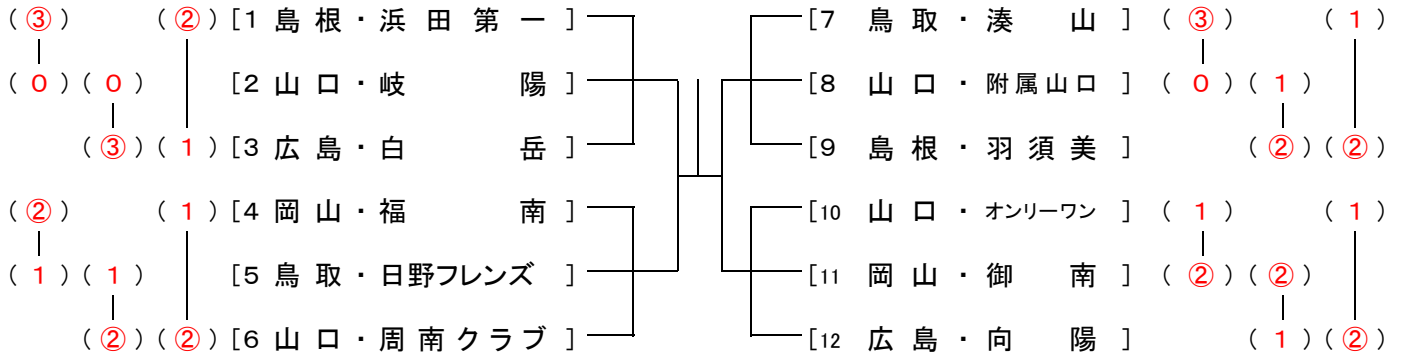 (③) (②) [1 島根・浜田第一]
(0) (0) [2 山口・岐陽]
(③) (1) [3 広島・白岳]
(②) (1) [4 岡山・福南]
(1) (1) [5 鳥取・日野フレンズ]
(②) (②) [6 山口・周南クラブ]
[7 鳥取・湊山] (③) (1)
[8 山口・附属山口] (0) (1)
[9 島根・羽須美] (②) (②)
[10 山口・オンリーワン] (1) (1)
[11 岡山・御南] (②) (②)
[12 広島・向陽] (1) (②)